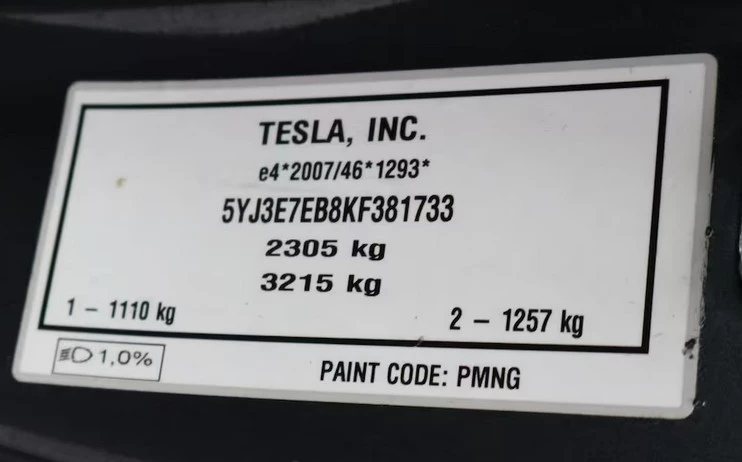 TESLA, INC.
e4*2007/46*1293*
5YJ3E7EB8KF381733
2305 kg
3215 kg
1 - 1110 kg
2 - 1257 kg
1,0%
PAINT CODE: PMNG